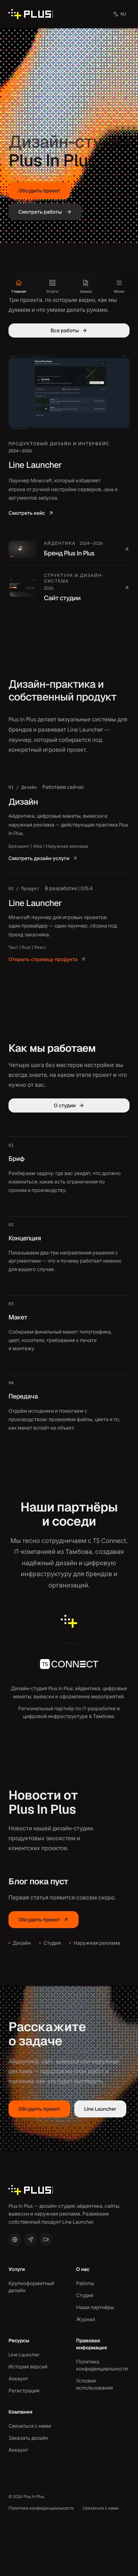 PLUS
RU
Дизайн-сту
Plus In Plus
Обсудить проект
Смотреть работы →
Главная
Услуги
Заявка
Меню
Три проекта, по которым видно, как мы
думаем и что умеем доводить руками.
Все работы →
ПРОДУКТОВЫЙ ДИЗАЙН И ИНТЕРФЕЙС
2024—2026
Line Launcher
Лаунчер Minecraft, который избавляет
игрока от ручной настройки серверов, Java и
артументов запуска.
Смотреть кейс ↗
АЙДЕНТИКА 2024—2026
Бренд Plus In Plus
СТРУКТУРА И ДИЗАЙН-
СИСТЕМА
2026
Сайт студии
Дизайн-практика и
собственный продукт
Plus In Plus делает визуальные системы для
брендов и развивает Line Launcher —
лаунчер, который собирается под
конкретный игровой проект.
01 / Дизайн Работаем сейчас
Дизайн
Айдентика, цифровые макеты, вывески и
наружная реклама — действующая практика Plus
In Plus.
Брендинг | Web | Наружная реклама
Смотреть дизайн-услуги ↗
02 / Продукт В разработке | 0.15.4
Line Launcher
Minecraft-лаунчер для игровых проектов:
один провайдер — один лаунчер, сборка под
бренд заказчика.
Tauri | Rust | React
Открыть страницу продукта ↗
Как мы работаем
Четыре шага без мастерской мистики: вы
всегда знаете, на каком этапе проект и что
нужно от вас.
О студии →
01
Бриф
Разбираем задачу: где вас увидят, что должно
измениться, какие есть ограничения по
срокам и производству.
02
Концепция
Показываем два-три направления решения с
аргументами — и почему работает именно
для вашего случая.
03
Макет
Собираем финальный макет: типографика,
цвет, носители, требования к печати
и монтажу.
04
Передача
Отдаём исходники и помогаем с
производством: проверяем файлы, цвета и то,
как макет встаёт на объект.
Наши партнёры
и соседи
Мы тесно сотрудничаем с TS Connect,
IT-компанией из Тамбова, создавая
надёжный дизайн и цифровую
инфраструктуру для брендов и
организаций.
TS CONNECT
Дизайн-студия Plus In Plus: айдентика, цифровые
макеты, вывески и оформление мероприятий.
Региональный партнёр по IT-разработке и
цифровой инфраструктуре в Тамбове.
Новости от
Plus In Plus
Новости нашей дизайн-студии,
продуктовых экосистем и
клиентских проектов.
Блог пока пуст
Первая статья появится совсем скоро.
Обсудить проект ↗
• Дизайн • Студия • Наружная реклама
Расскажите
о задаче
Айдентика, сайт, вывеска или наружная
Обсудить проект
Line Launcher
PLUS
Plus In Plus — дизайн-студия: айдентика, сайты,
вывески и наружная реклама. Развиваем
собственный продукт Line Launcher.
Услуги
Крупноформатный
дизайн
О нас
Работы
Студия
Наши партнёры
Журнал
Ресурсы
Line Launcher
История версий
Аккаунт
Регистрация
Правовая
информация
Политика
конфиденциальности
Условия
использования
Компания
Связаться с нами
Заказать дизайн
Аккаунт
© 2026 Plus In Plus
Политика конфиденциальности Связаться с нами